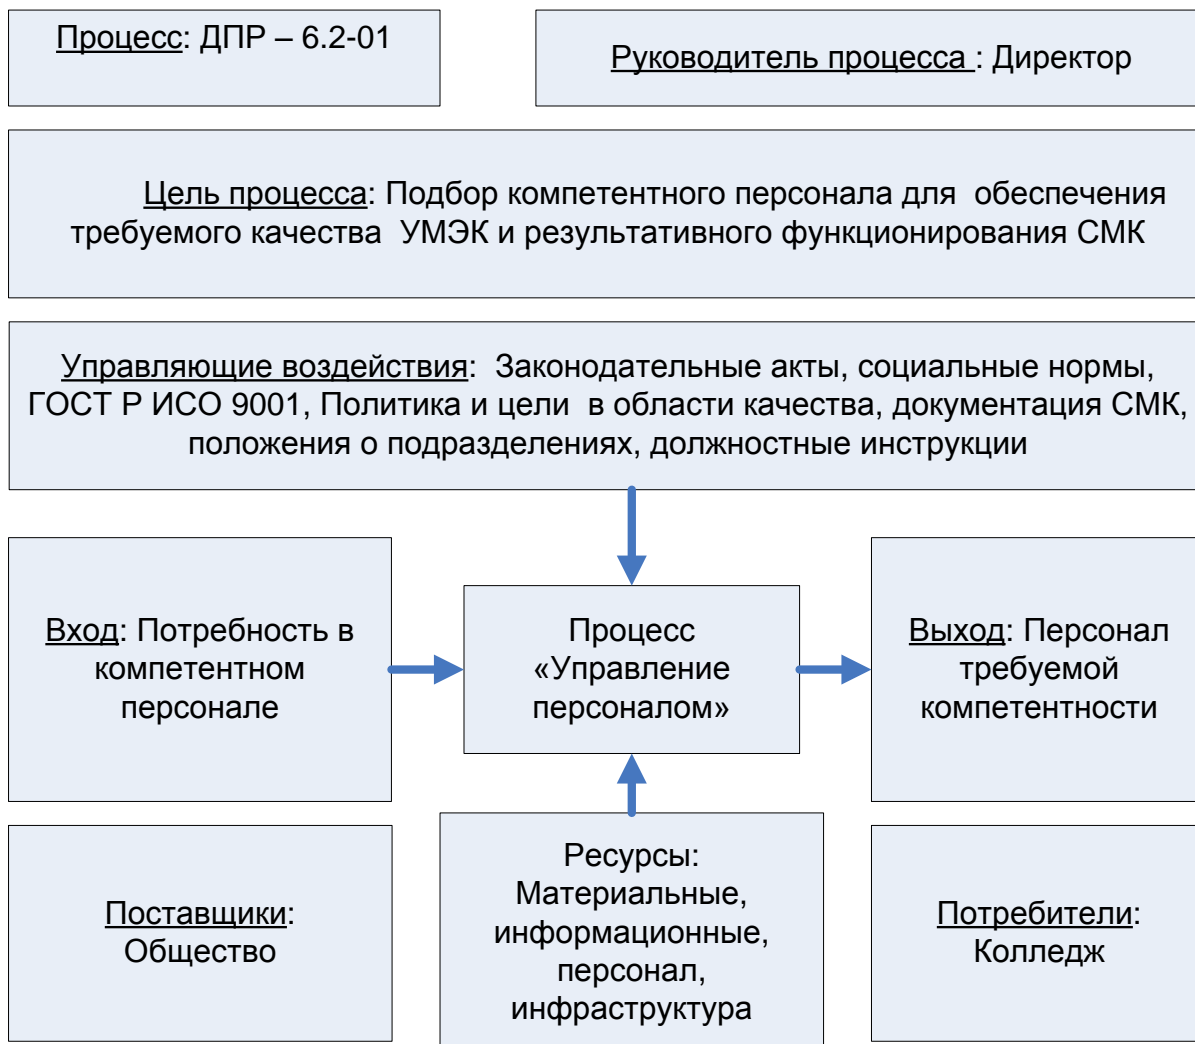 Процесс: ДПР – 6.2-01
Руководитель процесса : Директор
Цель процесса: Подбор компетентного персонала для обеспечения
требуемого качества УМЭК и результативного функционирования СМК
Управляющие воздействия: Законодательные акты, социальные нормы,
ГОСТ Р ИСО 9001, Политика и цели в области качества, документация СМК,
положения о подразделениях, должностные инструкции
Вход: Потребность в
компетентном
персонале
Процесс
«Управление
персоналом»
Выход: Персонал
требуемой
компетентности
Поставщики:
Общество
Ресурсы:
Материальные,
информационные,
персонал,
инфраструктура
Потребители:
Колледж